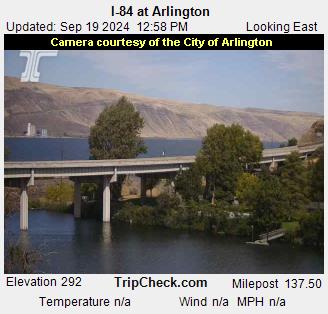 I-84 at Arlington
Updated: Sep 19 2024 12:58 PM Looking East
Camera courtesy of the City of Arlington
Elevation 292 TripCheck.com Milepost 137.50
Temperature n/a Wind n/a MPH n/a